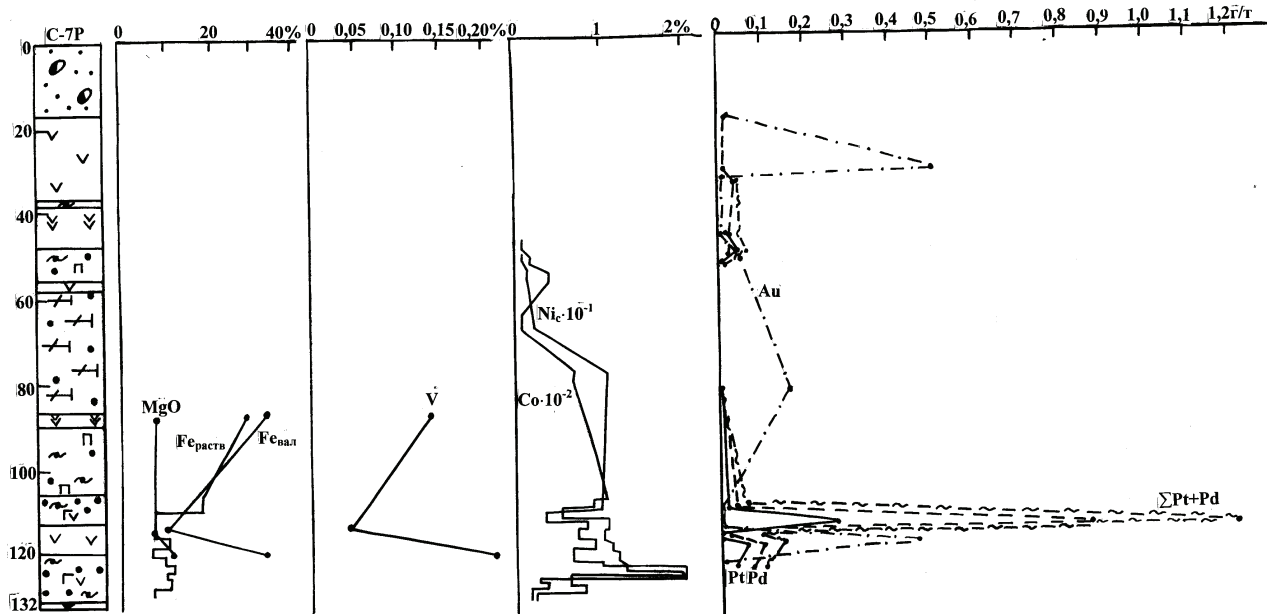 С-7Р
0 20 40%
0 0,05 0,10 0,15 0,20%
0 1 2%
0 0,1 0,2 0,3 0,4 0,5 0,6 0,7 0,8 0,9 1,0 1,1 1,2г/т
0
20
40
60
80
100
120
132
MgO
Feраств
Feвал
V
Niс·10⁻¹
Co·10⁻²
Au
∑Pt+Pd
Pt Pd